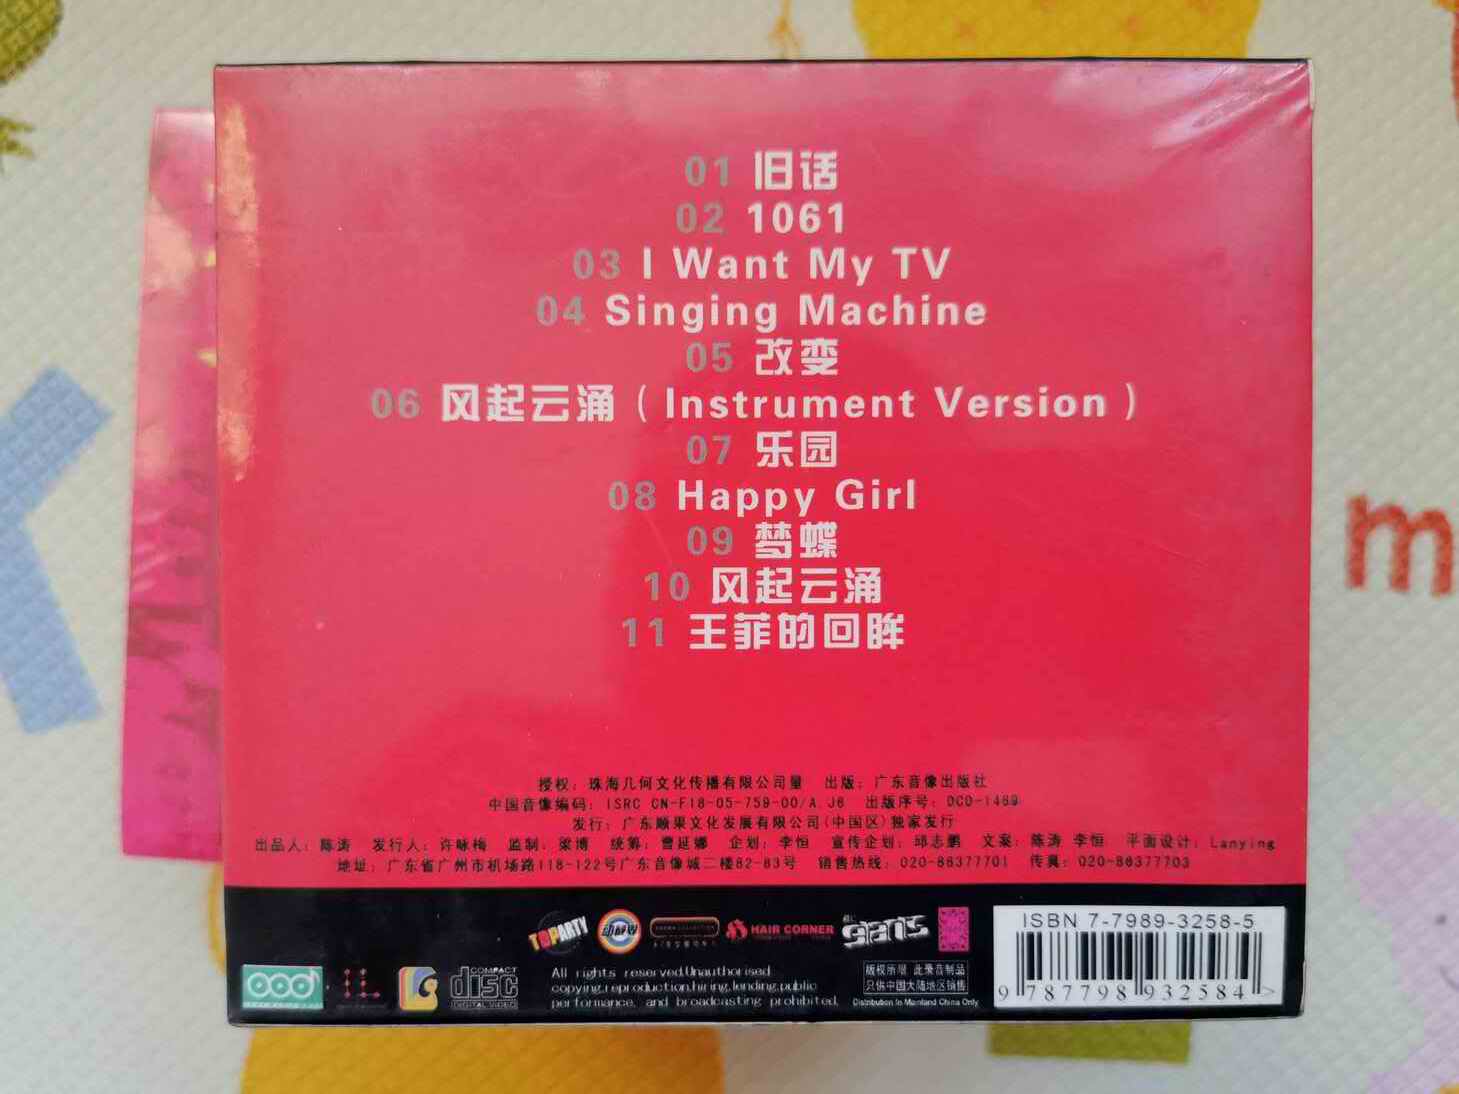 01 旧话
02 1061
03 I Want My TV
04 Singing Machine
05 改变
06 风起云涌（Instrument Version）
07 乐园
08 Happy Girl
09 梦蝶
10 风起云涌
11 王菲的回眸
授权：珠海几何文化传播有限公司量 出版：广东音像出版社
中国音像编码：ISRC CN-F18-05-759-00/A.J6 出版序号：DCD-1489
发行：广东顺果文化发展有限公司(中国区)独家发行
出品人：陈涛 发行人：许咏梅 监制：梁博 统筹：曹延娜 企划：李恒 宣传企划：邱志鹏 文案：陈涛 李恒 平面设计：Lanying
地址：广东省广州市机场路118-122号广东音像城二楼82-83号 销售热线：020-86377701 传真：020-86377703
TOPARTY
HAIR CORNER
COMPACT
disc
DIGITAL VIDEO
All rights reserved.Unauthorised
copying,reproduction,hiring,lending,public
performance, and broadcasting prohibited.
版权所限 此录音制品
只供中国大陆地区销售
Distribution In Mainland China Only
ISBN 7-7989-3258-5
9 787798 932584 >
m